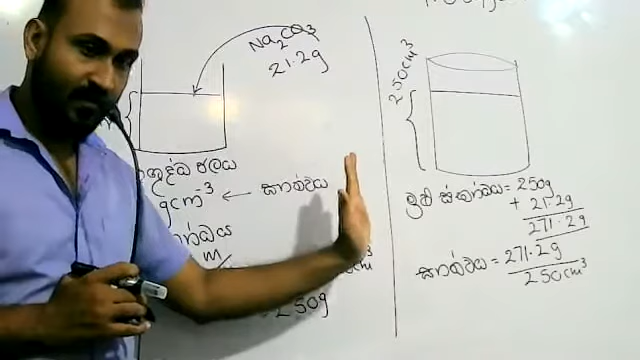 Na₂CO₃
21.2g
ජලය
gcm⁻³ ← ඝනත්වය
m
250g
250cm³
මුළු ස්කන්ධය = 250g
+ 21.2g
271.2g
ඝනත්වය = 271.2g
250cm³